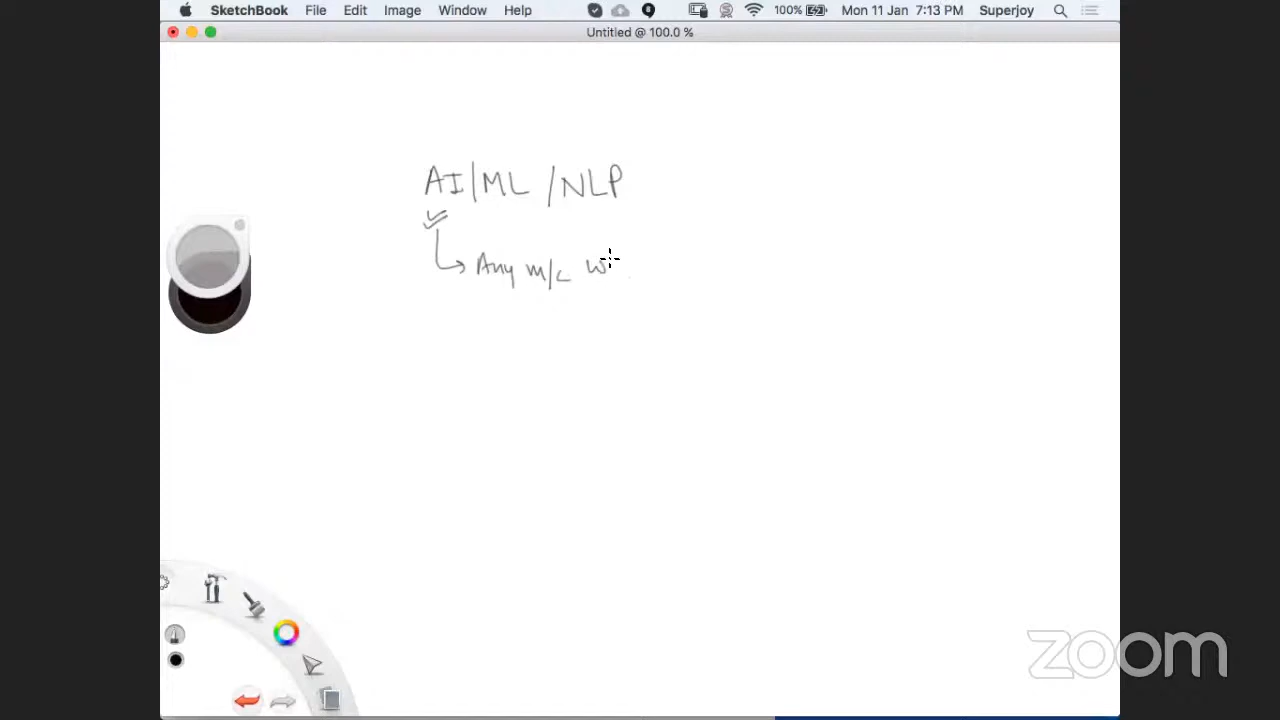 SketchBook File Edit Image Window Help 100% Mon 11 Jan 7:13 PM Superjoy
Untitled @ 100.0 %
AI/ML/NLP
Any m/c w
zoom